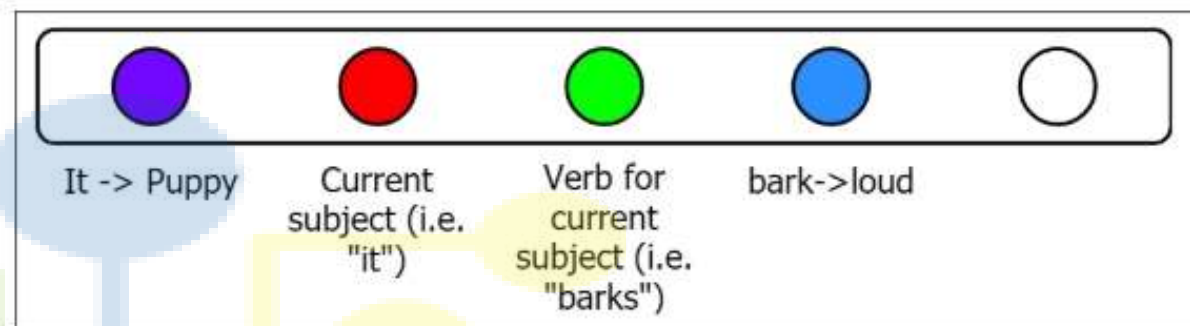 It -> Puppy
Current
subject (i.e.
"it")
Verb for
current
subject (i.e.
"barks")
bark->loud